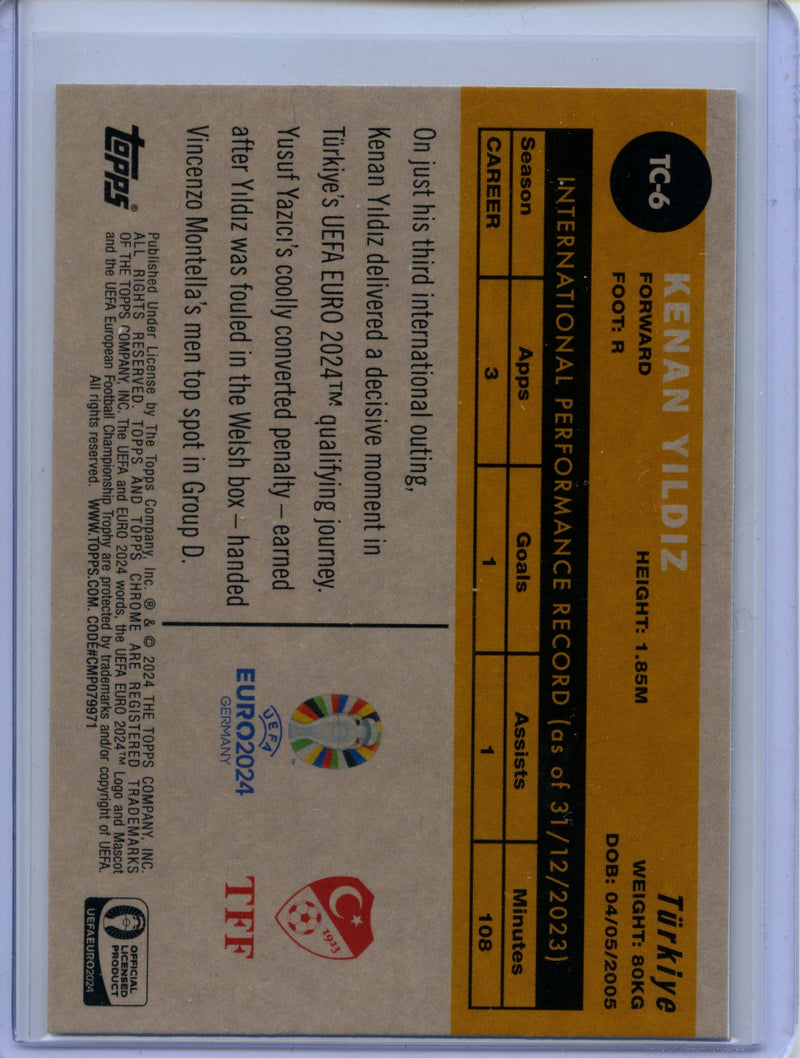 TC-6
KENAN YILDIZ
Türkiye
FORWARD
HEIGHT: 1.85M
WEIGHT: 80KG
FOOT: R
DOB: 04/05/2005
INTERNATIONAL PERFORMANCE RECORD (as of 31/12/2023)
Season Apps Goals Assists Minutes
CAREER 3 1 1 108
On just his third international outing,
Kenan Yıldız delivered a decisive moment in
Türkiye's UEFA EURO 2024™ qualifying journey.
Yusuf Yazıcı's coolly converted penalty – earned
after Yıldız was fouled in the Welsh box – handed
Vincenzo Montella's men top spot in Group D.
UEFA
EURO2024
GERMANY
™
1923
TFF
topps®
Published Under License by The Topps Company, Inc. ® & © 2024 THE TOPPS COMPANY, INC.
ALL RIGHTS RESERVED. TOPPS AND TOPPS CHROME ARE REGISTERED TRADEMARKS
OF THE TOPPS COMPANY, INC. The UEFA and EURO 2024 words, the UEFA EURO 2024™ Logo and Mascot
and the UEFA European Football Championship Trophy are protected by trademarks and/or copyright of UEFA.
All rights reserved. WWW.TOPPS.COM. CODE#CMP079971
OFFICIAL
LICENSED
PRODUCT
UEFAEURO2024